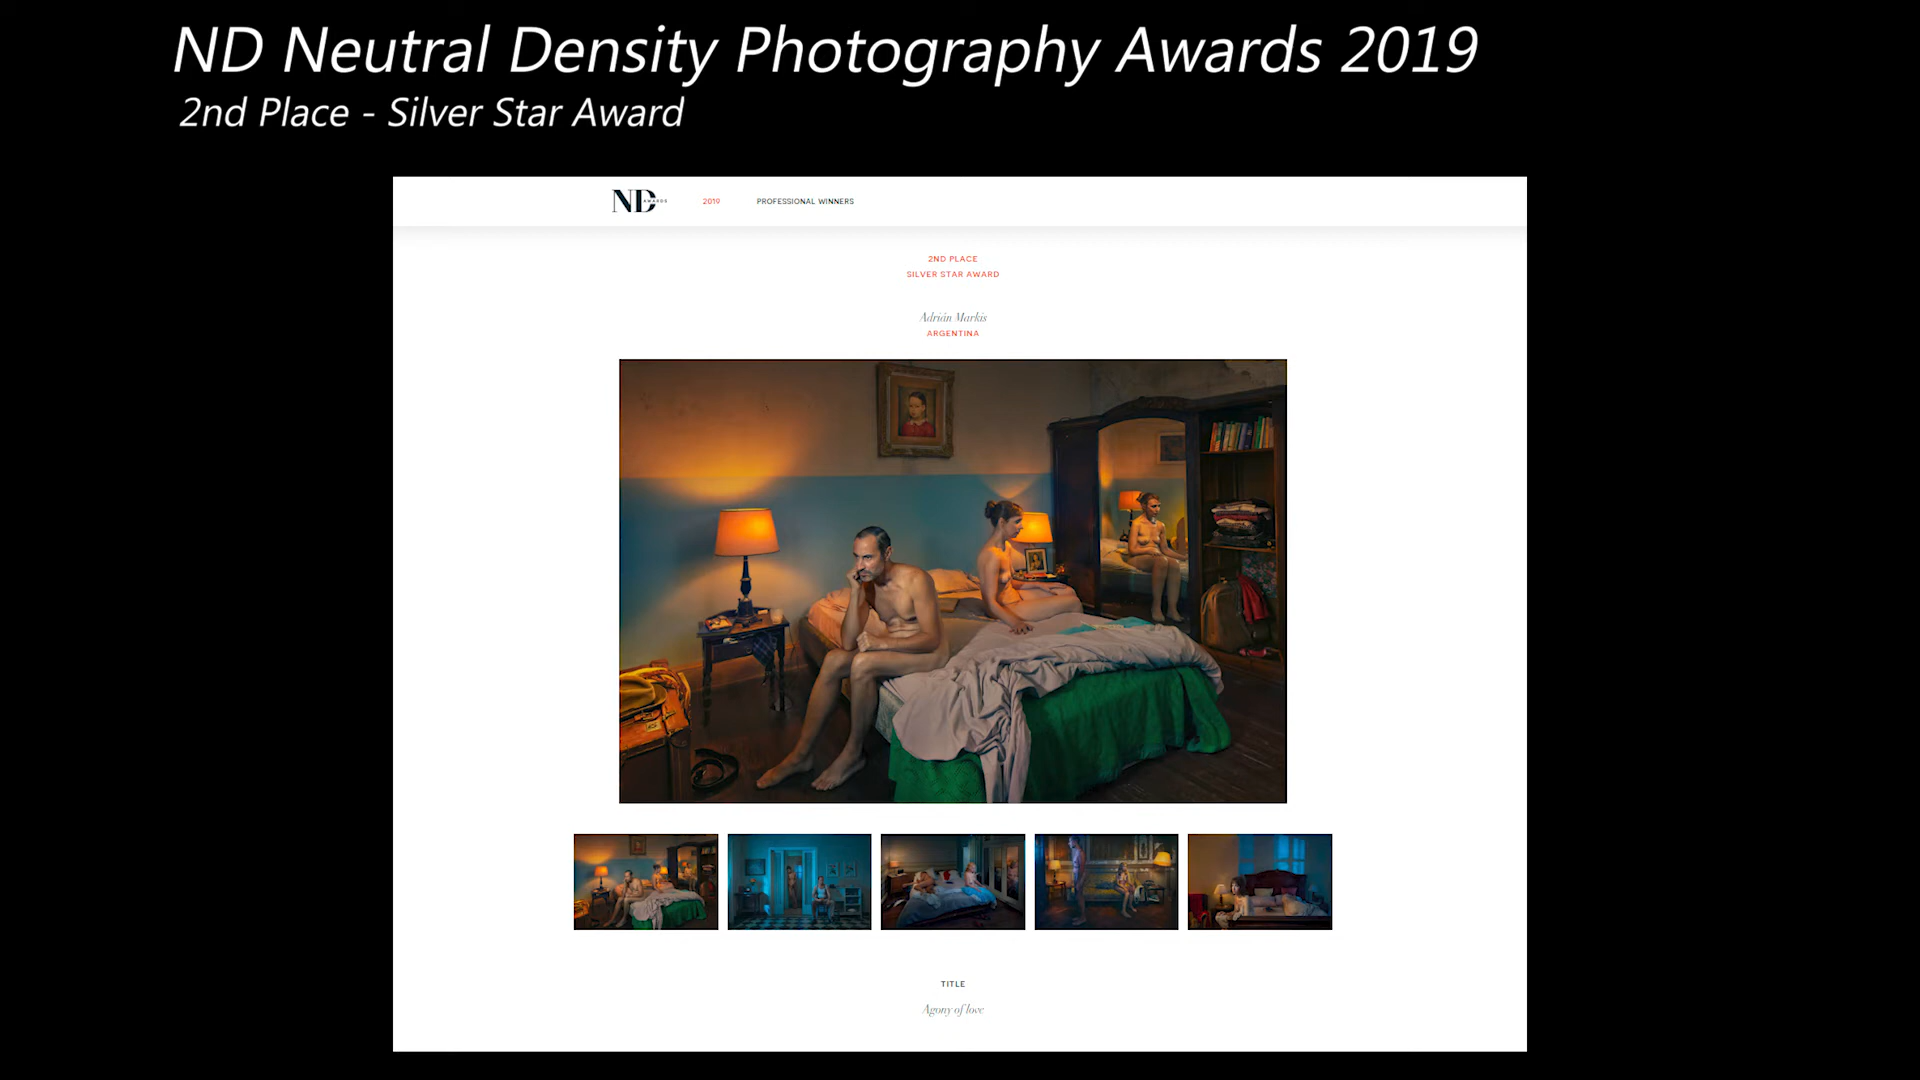 ND Neutral Density Photography Awards 2019
2nd Place - Silver Star Award
ND AWARDS
2019
PROFESSIONAL WINNERS
2ND PLACE
SILVER STAR AWARD
Adrián Markis
ARGENTINA
TITLE
Agony of love